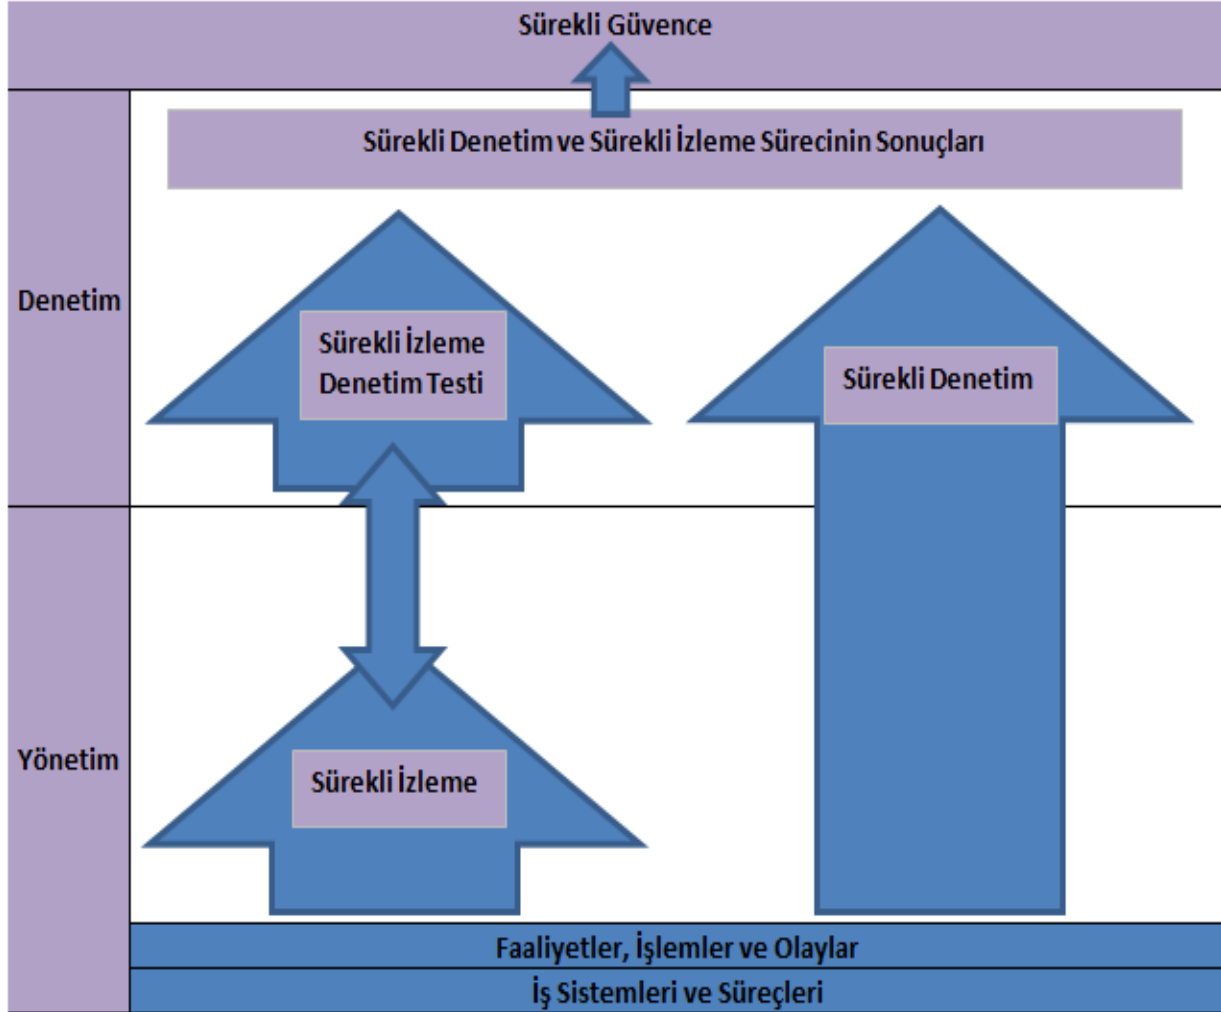 Sürekli Güvence
Sürekli Denetim ve Sürekli İzleme Sürecinin Sonuçları
Denetim
Sürekli İzleme
Denetim Testi
Sürekli Denetim
Yönetim
Sürekli İzleme
Faaliyetler, İşlemler ve Olaylar
İş Sistemleri ve Süreçleri